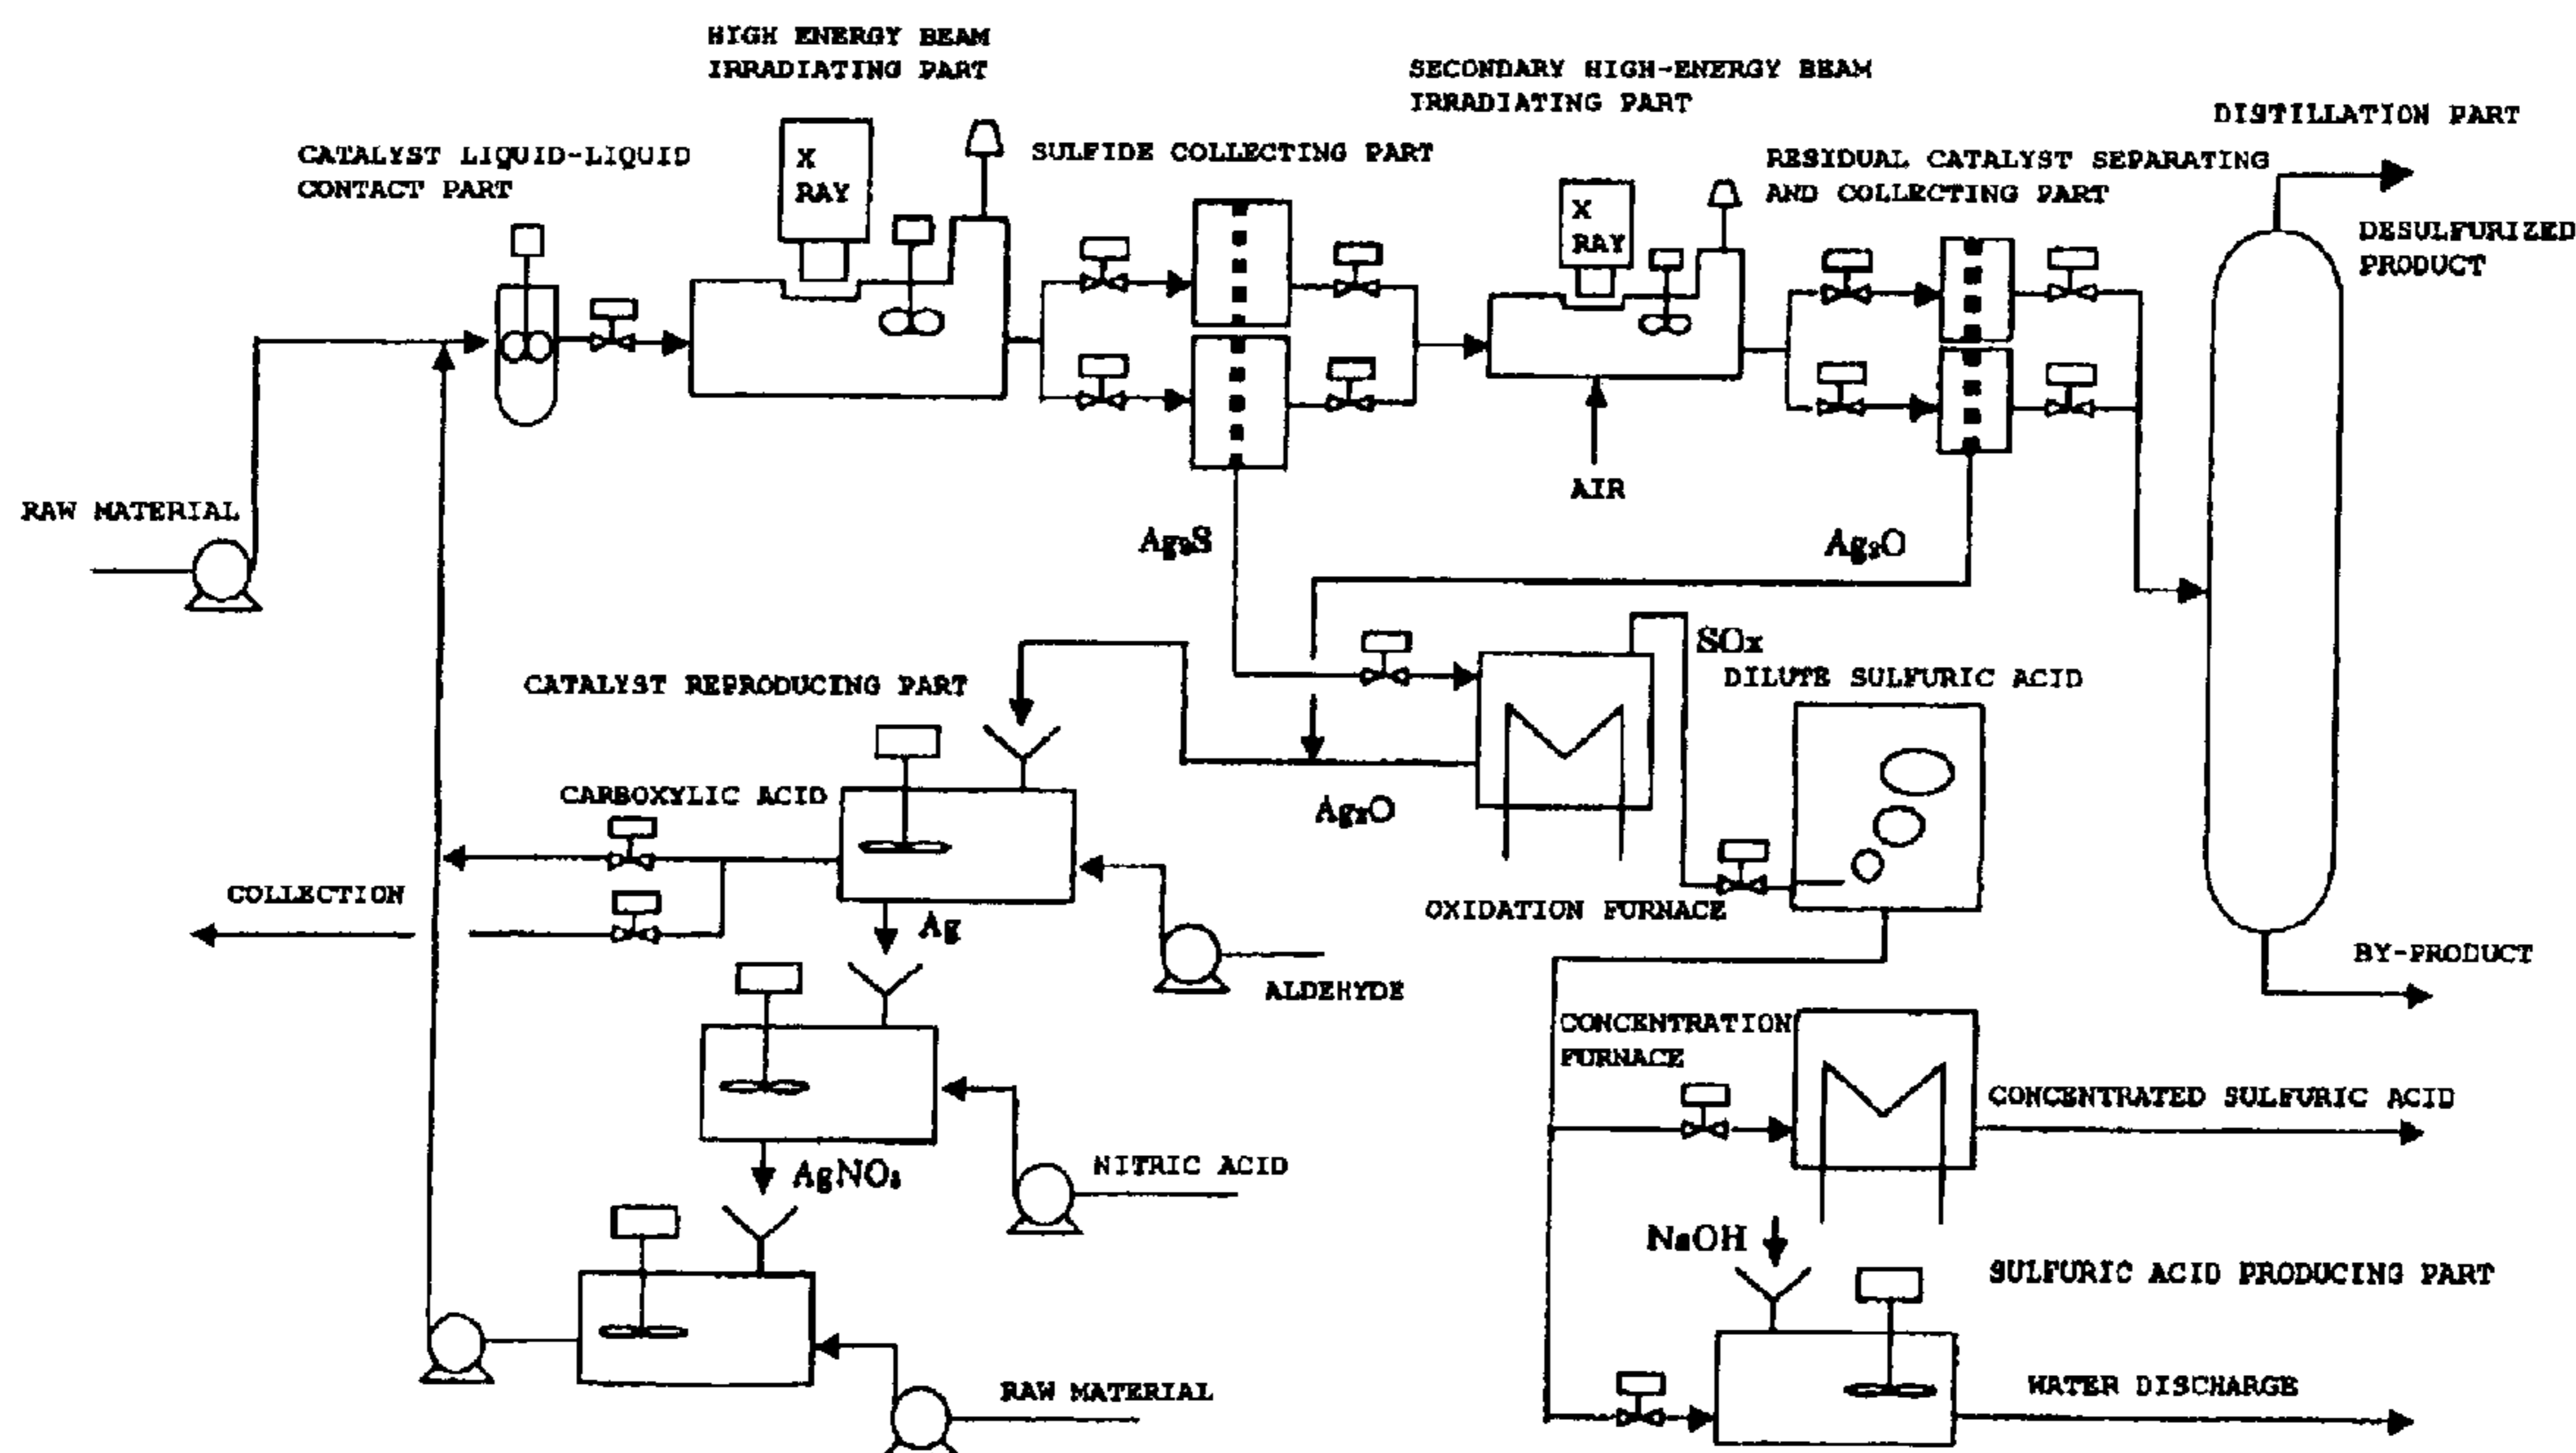 HIGH ENERGY BEAM
IRRADIATING PART
SECONDARY HIGH-ENERGY BEAM
IRRADIATING PART
DISTILLATION PART
CATALYST LIQUID-LIQUID
CONTACT PART
X
RAY
SULFIDE COLLECTING PART
X
RAY
RESIDUAL CATALYST SEPARATING
AND COLLECTING PART
DESULFURIZED
PRODUCT
RAW MATERIAL
AIR
Ag₂S
Ag₂O
SOx
DILUTE SULFURIC ACID
CATALYST REPRODUCING PART
CARBOXYLIC ACID
Ag₂O
COLLECTION
OXIDATION FURNACE
Ag
ALDEHYDE
BY-PRODUCT
CONCENTRATION
FURNACE
CONCENTRATED SULFURIC ACID
NITRIC ACID
AgNO₃
NaOH
SULFURIC ACID PRODUCING PART
RAW MATERIAL
WATER DISCHARGE